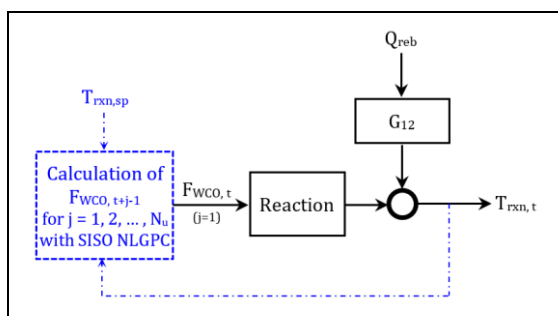 Q_reb
T_rxn,sp
G_12
Calculation of
F_WCO, t+j-1
for j = 1, 2, ... , N_u
with SISO NLGPC
F_WCO, t
(j=1)
Reaction
T_rxn, t